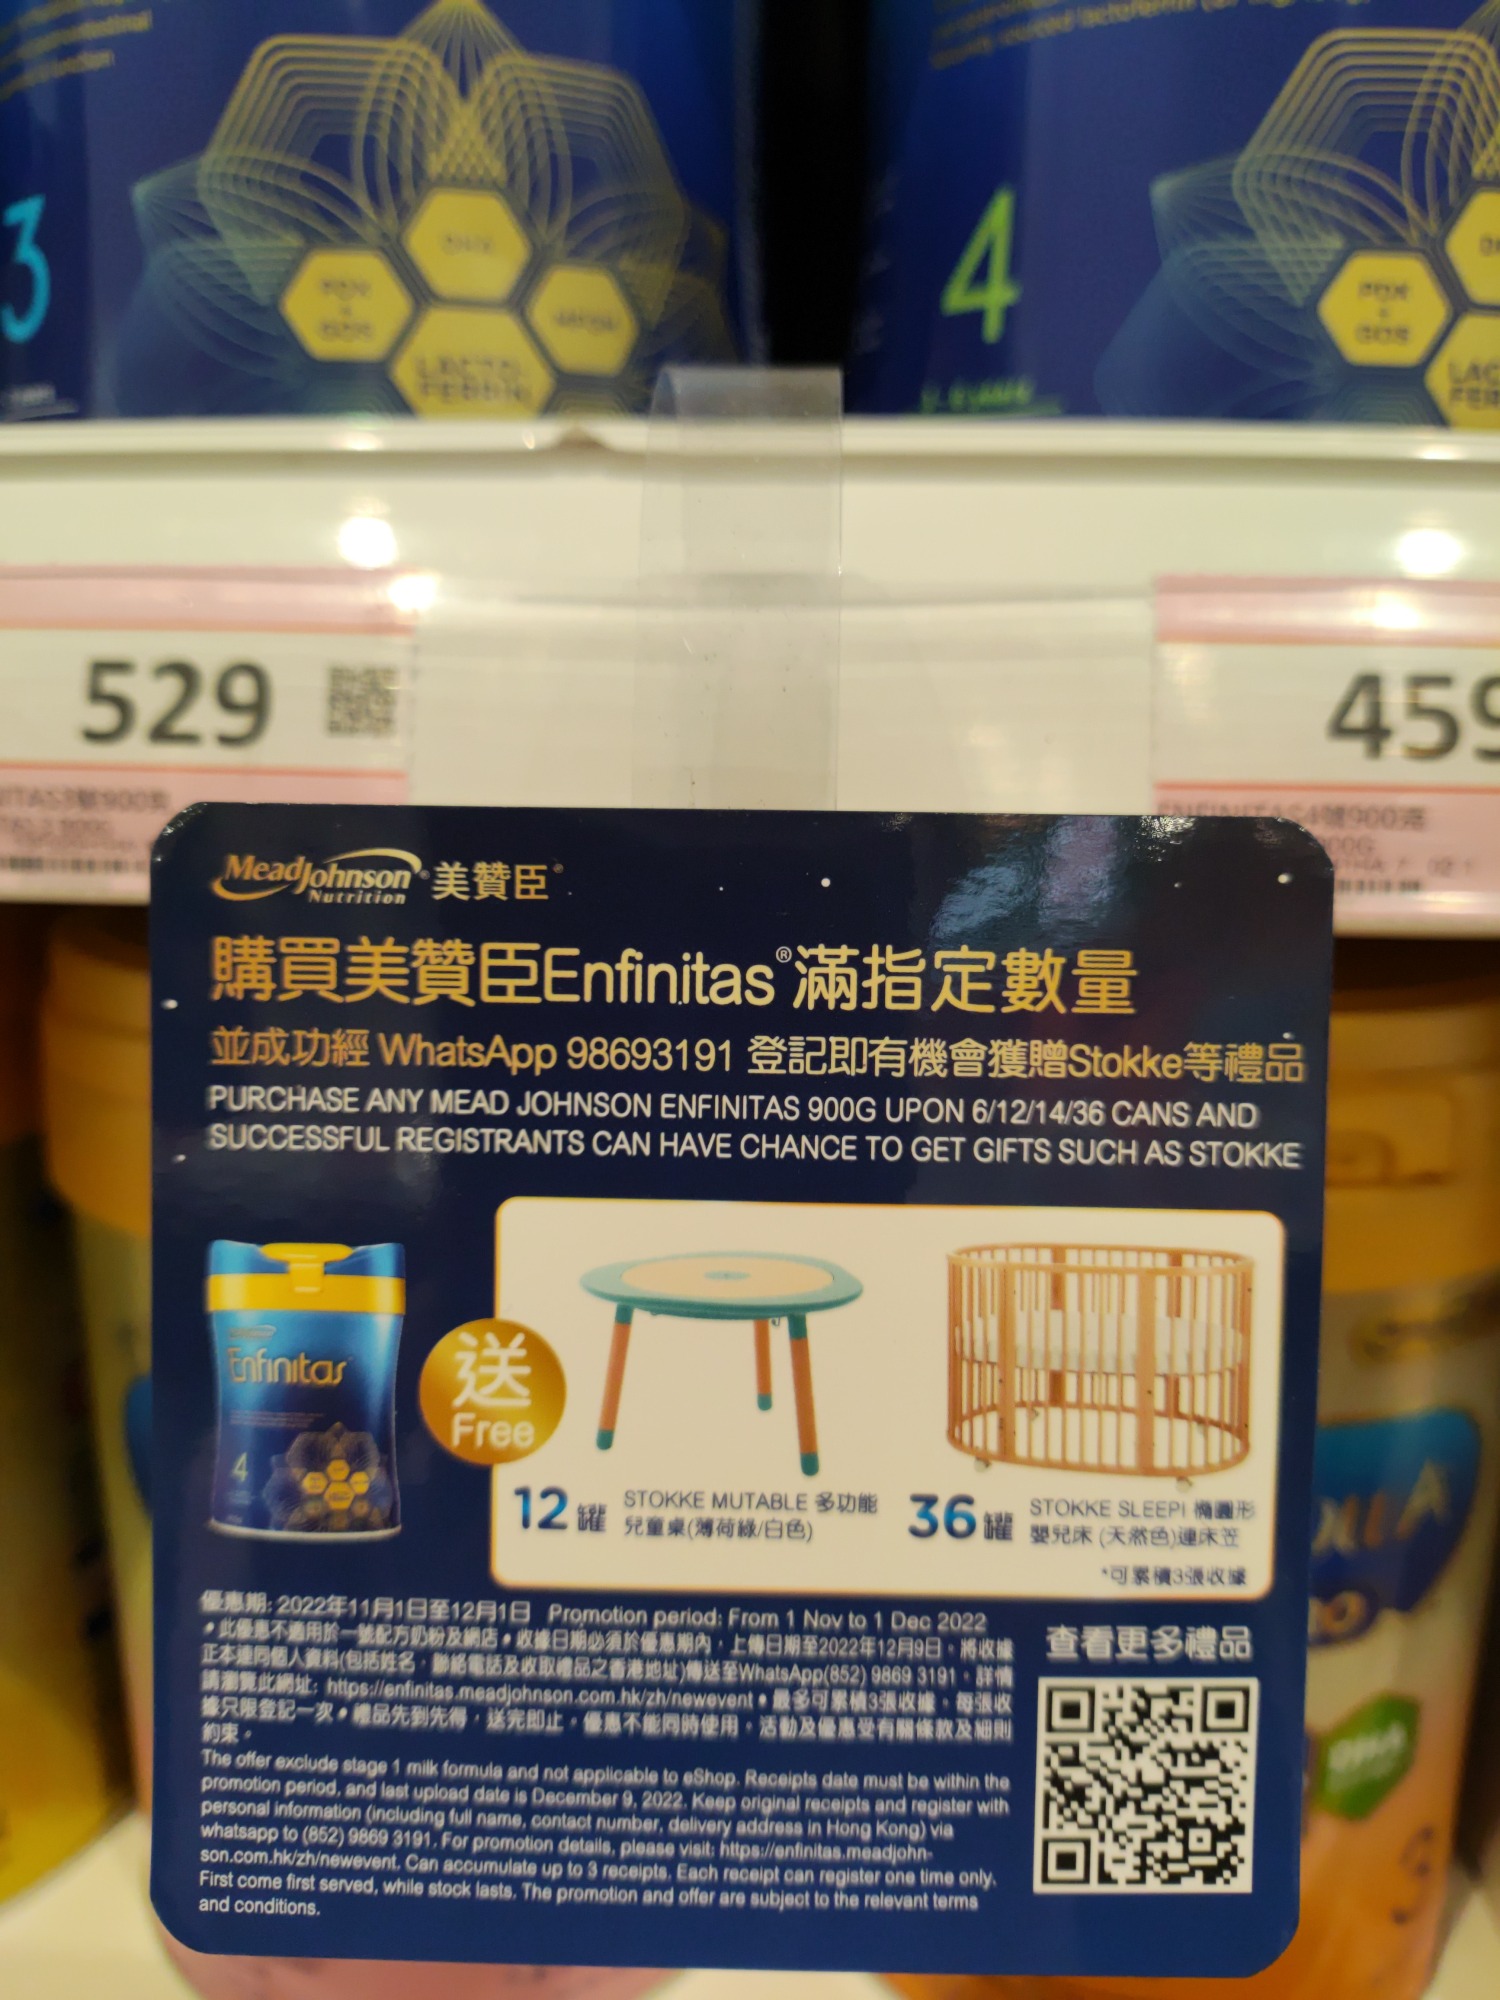 3
DHA
PDX
+
GOS
MFGM
LACTO-
FERRIN
4
PDX
+
GOS
529
459
MeadJohnson® 美贊臣®
Nutrition
購買美贊臣Enfinitas®滿指定數量
並成功經 WhatsApp 98693191 登記即有機會獲贈Stokke等禮品
PURCHASE ANY MEAD JOHNSON ENFINITAS 900G UPON 6/12/14/36 CANS AND
SUCCESSFUL REGISTRANTS CAN HAVE CHANCE TO GET GIFTS SUCH AS STOKKE
Enfinitas
4
送
Free
12罐 STOKKE MUTABLE 多功能
兒童桌(薄荷綠/白色)
36罐 STOKKE SLEEPI 橢圓形
嬰兒床 (天然色)連床笠
*可累積3張收據
優惠期: 2022年11月1日至12月1日 Promotion period: From 1 Nov to 1 Dec 2022
• 此優惠不適用於一號配方奶粉及網店 • 收據日期必須於優惠期內，上傳日期至2022年12月9日。將收據
正本連同個人資料(包括姓名，聯絡電話及收取禮品之香港地址)傳送至WhatsApp(852) 9869 3191。詳情
請瀏覽此網址: https://enfinitas.meadjohnson.com.hk/zh/newevent • 最多可累積3張收據。每張收
據只限登記一次 • 禮品先到先得，送完即止。優惠不能同時使用。活動及優惠受有關條款及細則
約束。
The offer exclude stage 1 milk formula and not applicable to eShop. Receipts date must be within the
promotion period, and last upload date is December 9, 2022. Keep original receipts and register with
personal information (including full name, contact number, delivery address in Hong Kong) via
whatsapp to (852) 9869 3191. For promotion details, please visit: https://enfinitas.meadjohn-
son.com.hk/zh/newevent. Can accumulate up to 3 receipts. Each receipt can register one time only.
First come first served, while stock lasts. The promotion and offer are subject to the relevant terms
and conditions.
查看更多禮品